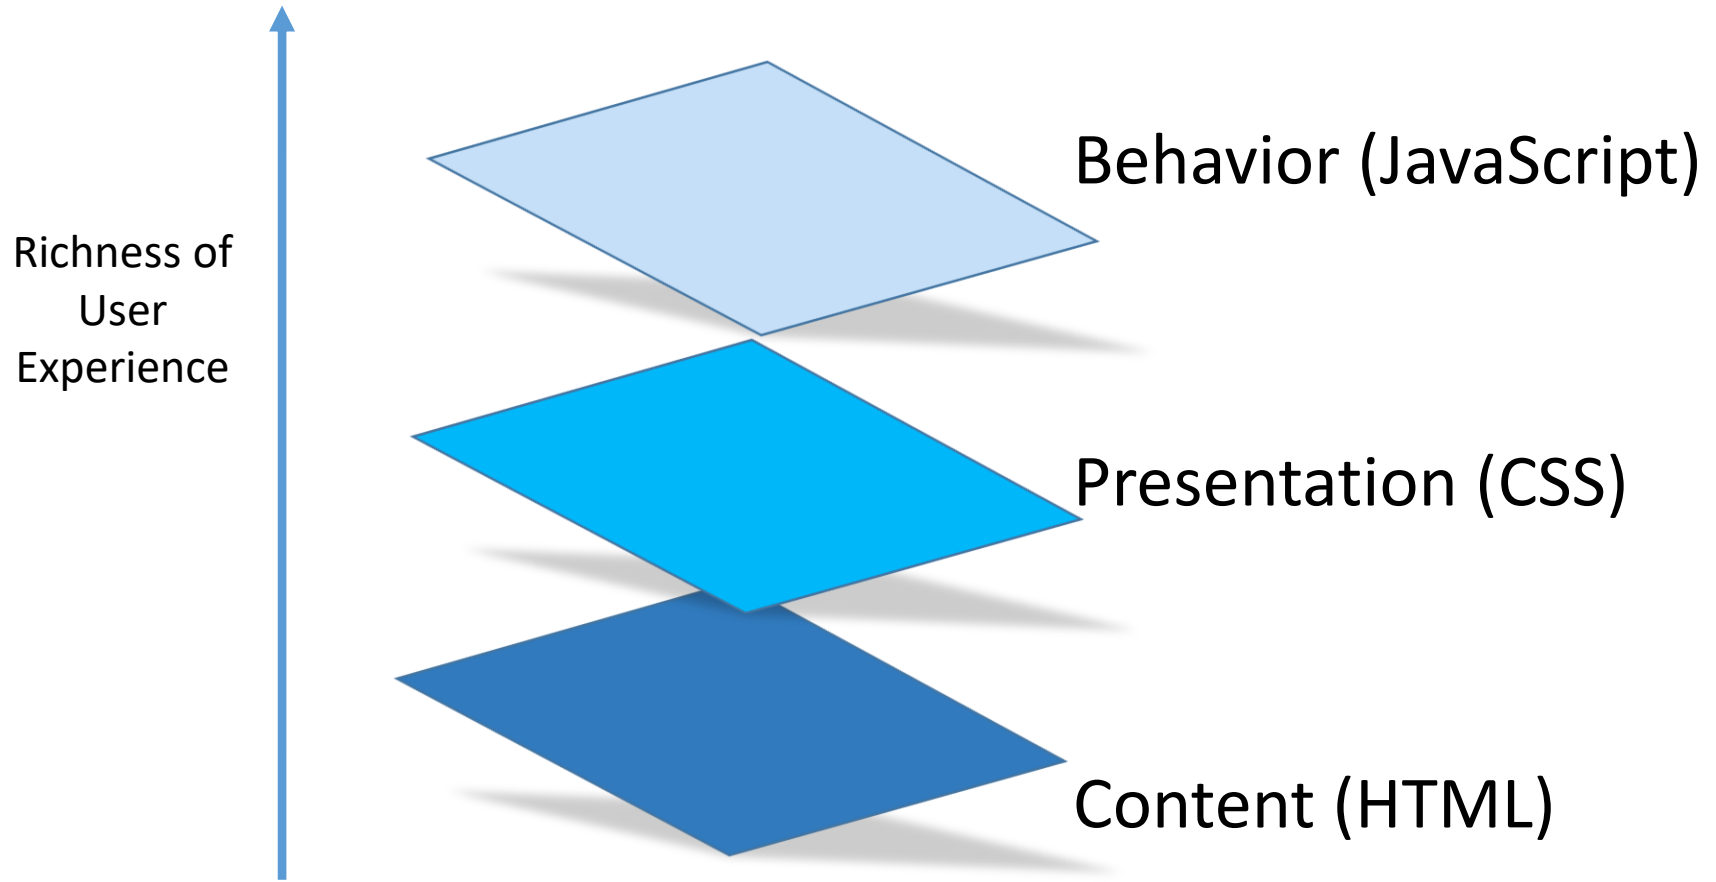 Behavior (JavaScript)
Richness of
User
Experience
Presentation (CSS)
Content (HTML)